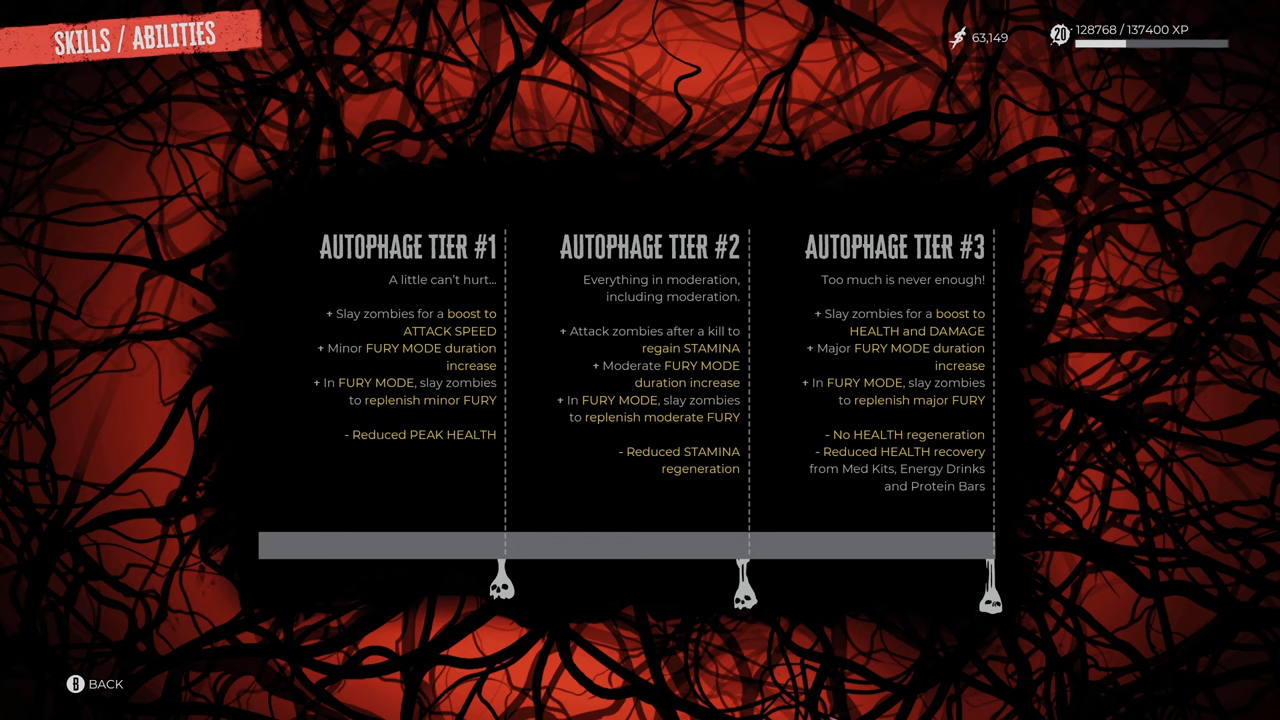 SKILLS / ABILITIES
63,149
20
128768 / 137400 XP
AUTOPHAGE TIER #1
A little can't hurt...
+ Slay zombies for a boost to
ATTACK SPEED
+ Minor FURY MODE duration
increase
+ In FURY MODE, slay zombies
to replenish minor FURY
- Reduced PEAK HEALTH
AUTOPHAGE TIER #2
Everything in moderation,
including moderation.
+ Attack zombies after a kill to
regain STAMINA
+ Moderate FURY MODE
duration increase
+ In FURY MODE, slay zombies
to replenish moderate FURY
- Reduced STAMINA
regeneration
AUTOPHAGE TIER #3
Too much is never enough!
+ Slay zombies for a boost to
HEALTH and DAMAGE
+ Major FURY MODE duration
increase
+ In FURY MODE, slay zombies
to replenish major FURY
- No HEALTH regeneration
- Reduced HEALTH recovery
from Med Kits, Energy Drinks
and Protein Bars
B BACK